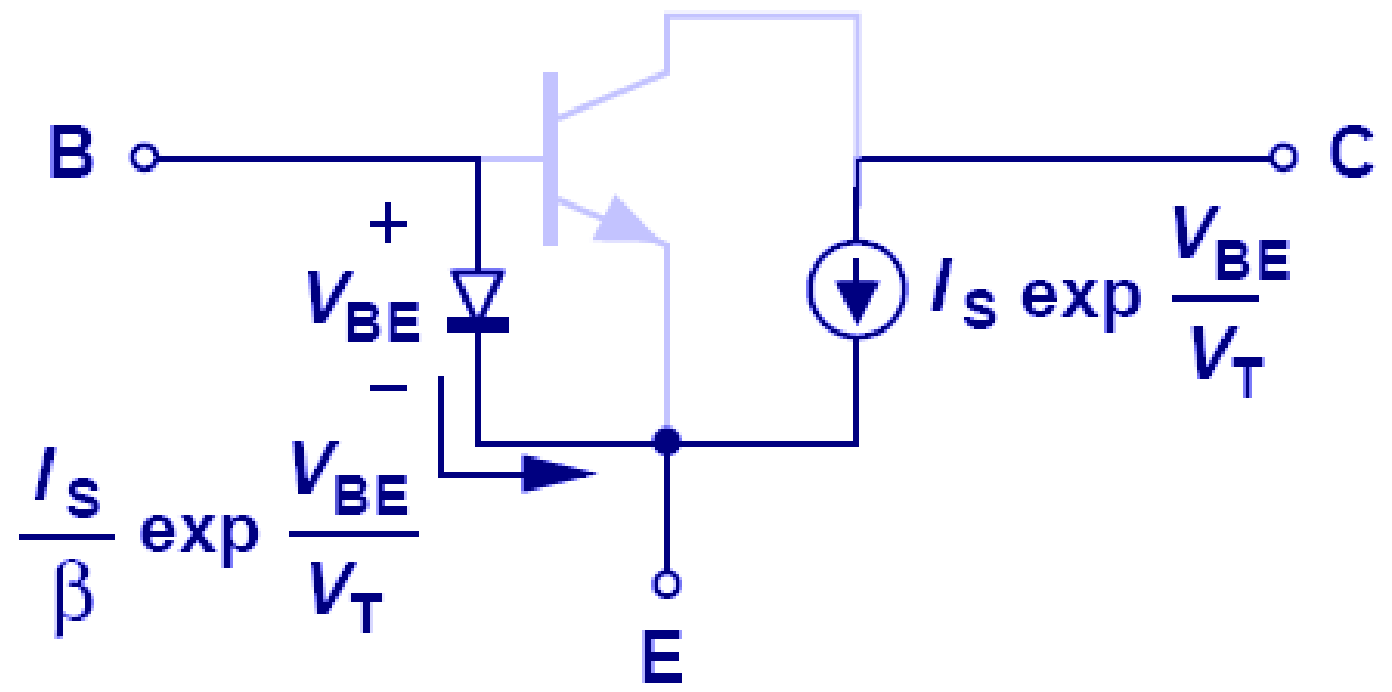 B
C
+
V_BE
−
I_S exp V_BE / V_T
I_S / β exp V_BE / V_T
E